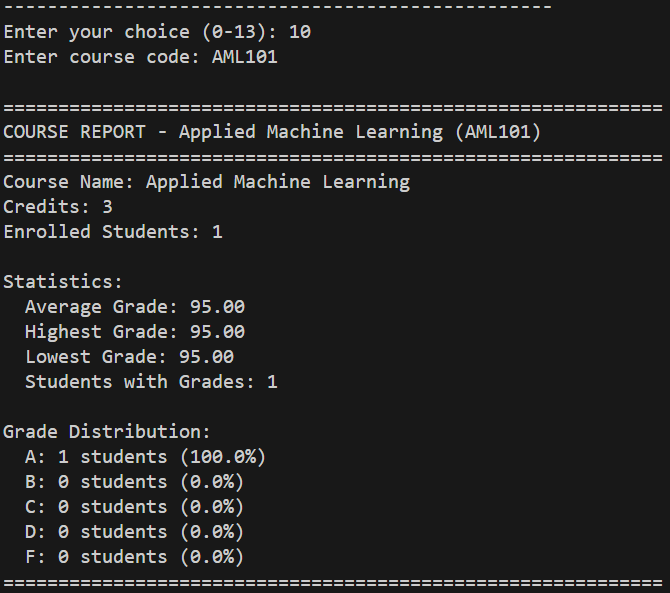 --------------------------------------------------
Enter your choice (0-13): 10
Enter course code: AML101

============================================================
COURSE REPORT - Applied Machine Learning (AML101)
============================================================
Course Name: Applied Machine Learning
Credits: 3
Enrolled Students: 1

Statistics:
  Average Grade: 95.00
  Highest Grade: 95.00
  Lowest Grade: 95.00
  Students with Grades: 1

Grade Distribution:
  A: 1 students (100.0%)
  B: 0 students (0.0%)
  C: 0 students (0.0%)
  D: 0 students (0.0%)
  F: 0 students (0.0%)
============================================================